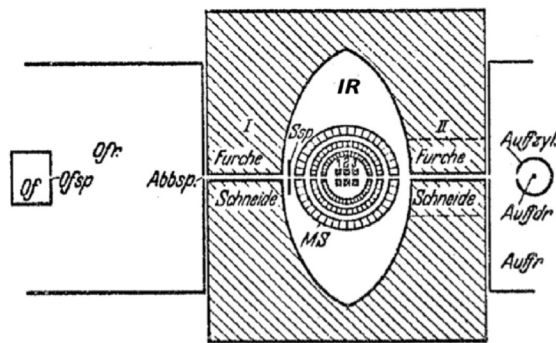 IR
I
Ssp.
II
Furche
Furche
Auffzyl.
Ofr.
Of
Ofsp
Abbsp.
Schneide
Schneide
Auffdr
MS
Auffr